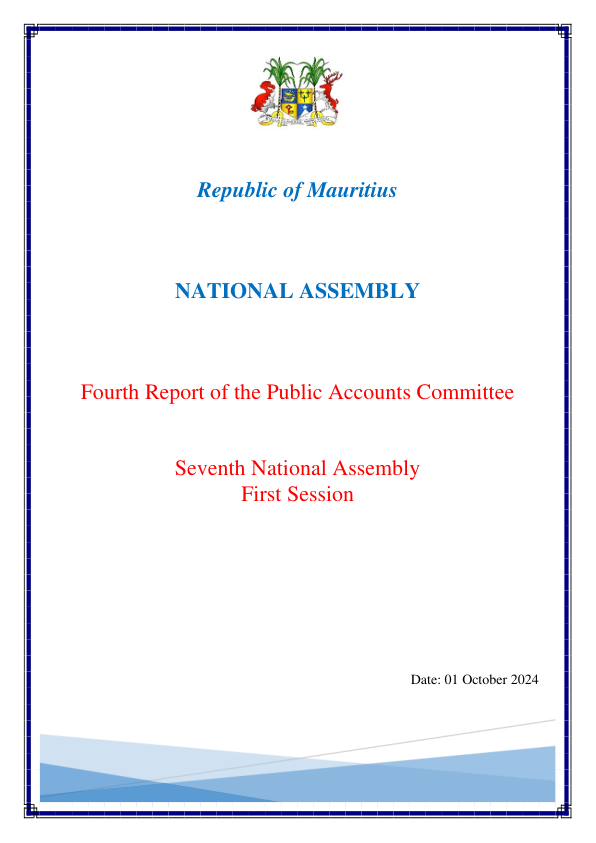 Republic of Mauritius
NATIONAL ASSEMBLY
Fourth Report of the Public Accounts Committee
Seventh National Assembly
First Session
Date: 01 October 2024